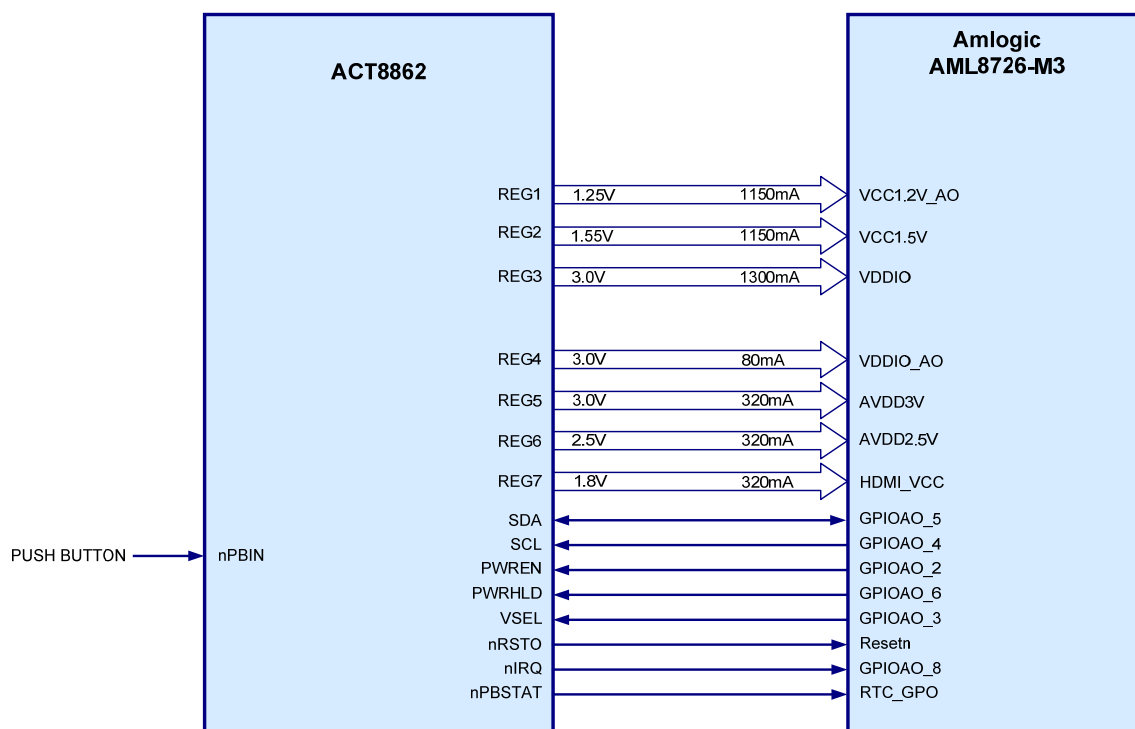 ACT8862
Amlogic
AML8726-M3
REG1 1.25V 1150mA VCC1.2V_AO
REG2 1.55V 1150mA VCC1.5V
REG3 3.0V 1300mA VDDIO
REG4 3.0V 80mA VDDIO_AO
REG5 3.0V 320mA AVDD3V
REG6 2.5V 320mA AVDD2.5V
REG7 1.8V 320mA HDMI_VCC
SDA GPIOAO_5
SCL GPIOAO_4
PUSH BUTTON nPBIN
PWREN GPIOAO_2
PWRHLD GPIOAO_6
VSEL GPIOAO_3
nRSTO Resetn
nIRQ GPIOAO_8
nPBSTAT RTC_GPO